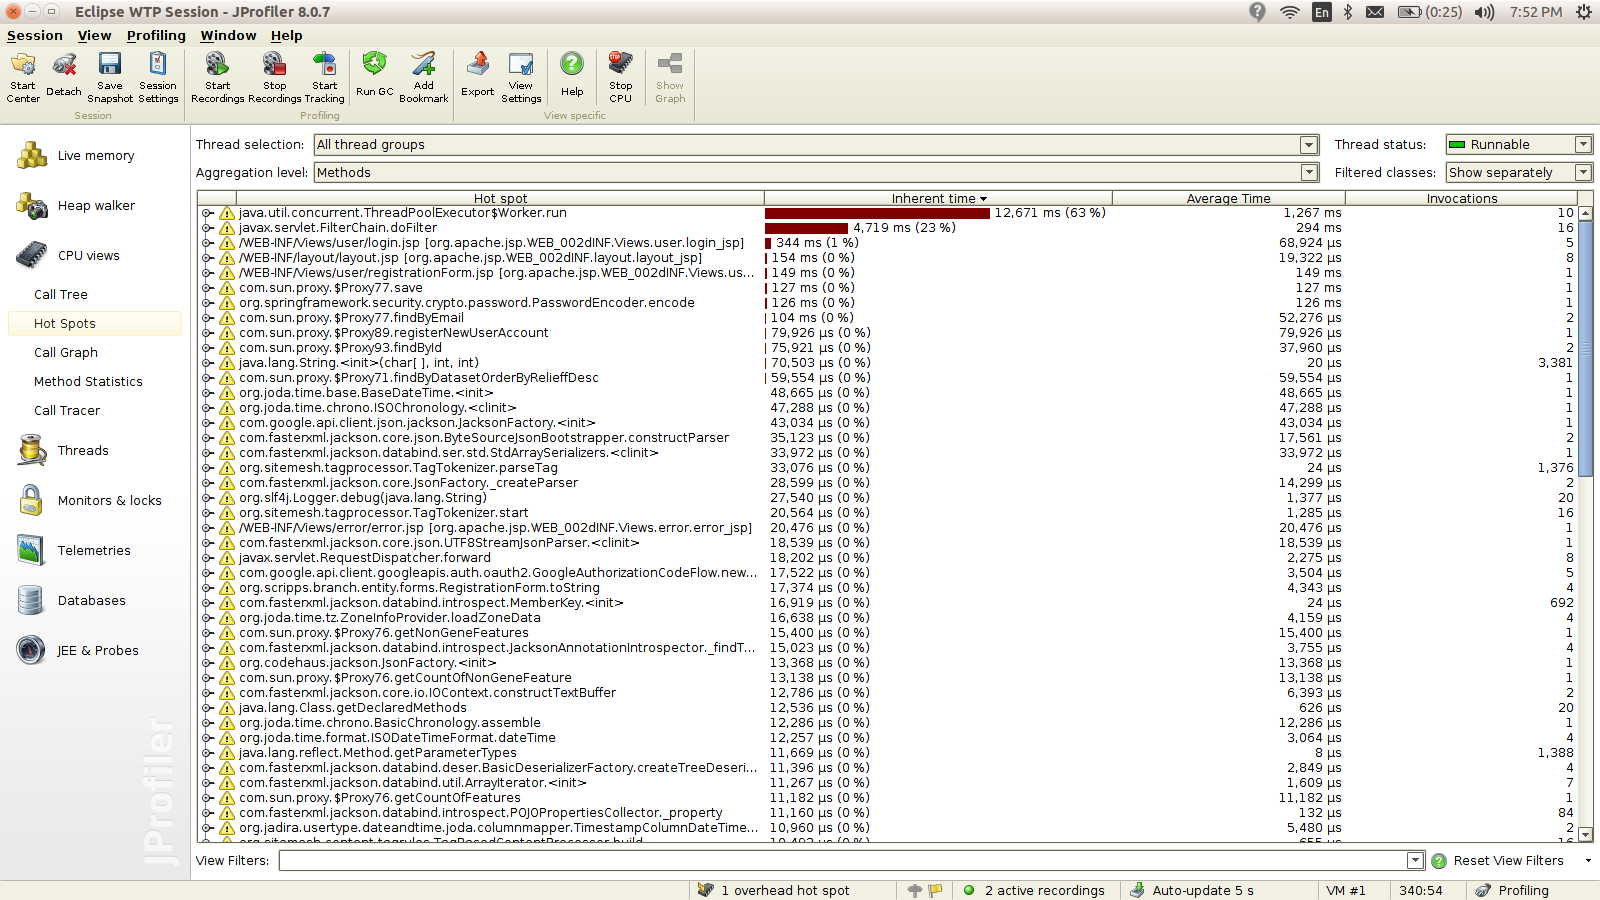 Eclipse WTP Session - JProfiler 8.0.7
En
(0:25)
7:52 PM
Session View Profiling Window Help
Start Center
Detach
Save Snapshot
Session Settings
Start Recordings
Stop Recordings
Start Tracking
Run GC
Add Bookmark
Export
View Settings
Help
Stop CPU
Show Graph
Session
Profiling
View specific
Live memory
Heap walker
CPU views
Call Tree
Hot Spots
Call Graph
Method Statistics
Call Tracer
Threads
Monitors & locks
Telemetries
Databases
JEE & Probes
JProfiler
Thread selection: All thread groups Thread status: Runnable
Aggregation level: Methods Filtered classes: Show separately
Hot spot Inherent time Average Time Invocations
java.util.concurrent.ThreadPoolExecutor$Worker.run 12,671 ms (63 %) 1,267 ms 10
javax.servlet.FilterChain.doFilter 4,719 ms (23 %) 294 ms 16
/WEB-INF/Views/user/login.jsp [org.apache.jsp.WEB_002dINF.Views.user.login_jsp] 344 ms (1 %) 68,924 µs 5
/WEB-INF/layout/layout.jsp [org.apache.jsp.WEB_002dINF.layout.layout_jsp] 154 ms (0 %) 19,322 µs 8
/WEB-INF/Views/user/registrationForm.jsp [org.apache.jsp.WEB_002dINF.Views.us... 149 ms (0 %) 149 ms 1
com.sun.proxy.$Proxy77.save 127 ms (0 %) 127 ms 1
org.springframework.security.crypto.password.PasswordEncoder.encode 126 ms (0 %) 126 ms 1
com.sun.proxy.$Proxy77.findByEmail 104 ms (0 %) 52,276 µs 2
com.sun.proxy.$Proxy89.registerNewUserAccount 79,926 µs (0 %) 79,926 µs 1
com.sun.proxy.$Proxy93.findById 75,921 µs (0 %) 37,960 µs 2
java.lang.String.<init>(char[ ], int, int) 70,503 µs (0 %) 20 µs 3,381
com.sun.proxy.$Proxy71.findByDatasetOrderByRelieffDesc 59,554 µs (0 %) 59,554 µs 1
org.joda.time.base.BaseDateTime.<init> 48,665 µs (0 %) 48,665 µs 1
org.joda.time.chrono.ISOChronology.<clinit> 47,288 µs (0 %) 47,288 µs 1
com.google.api.client.json.jackson.JacksonFactory.<init> 43,034 µs (0 %) 43,034 µs 1
com.fasterxml.jackson.core.json.ByteSourceJsonBootstrapper.constructParser 35,123 µs (0 %) 17,561 µs 2
com.fasterxml.jackson.databind.ser.std.StdArraySerializers.<clinit> 33,972 µs (0 %) 33,972 µs 1
org.sitemesh.tagprocessor.TagTokenizer.parseTag 33,076 µs (0 %) 24 µs 1,376
com.fasterxml.jackson.core.JsonFactory._createParser 28,599 µs (0 %) 14,299 µs 2
org.slf4j.Logger.debug(java.lang.String) 27,540 µs (0 %) 1,377 µs 20
org.sitemesh.tagprocessor.TagTokenizer.start 20,564 µs (0 %) 1,285 µs 16
/WEB-INF/Views/error/error.jsp [org.apache.jsp.WEB_002dINF.Views.error.error_jsp] 20,476 µs (0 %) 20,476 µs 1
com.fasterxml.jackson.core.json.UTF8StreamJsonParser.<clinit> 18,539 µs (0 %) 18,539 µs 1
javax.servlet.RequestDispatcher.forward 18,202 µs (0 %) 2,275 µs 8
com.google.api.client.googleapis.auth.oauth2.GoogleAuthorizationCodeFlow.new... 17,522 µs (0 %) 3,504 µs 5
org.scripps.branch.entity.forms.RegistrationForm.toString 17,374 µs (0 %) 4,343 µs 4
com.fasterxml.jackson.databind.introspect.MemberKey.<init> 16,919 µs (0 %) 24 µs 692
org.joda.time.tz.ZoneInfoProvider.loadZoneData 16,638 µs (0 %) 4,159 µs 4
com.sun.proxy.$Proxy76.getNonGeneFeatures 15,400 µs (0 %) 15,400 µs 1
com.fasterxml.jackson.databind.introspect.JacksonAnnotationIntrospector._findT... 15,023 µs (0 %) 3,755 µs 4
org.codehaus.jackson.JsonFactory.<init> 13,368 µs (0 %) 13,368 µs 1
com.sun.proxy.$Proxy76.getCountOfNonGeneFeature 13,138 µs (0 %) 13,138 µs 1
com.fasterxml.jackson.core.io.IOContext.constructTextBuffer 12,786 µs (0 %) 6,393 µs 2
java.lang.Class.getDeclaredMethods 12,536 µs (0 %) 626 µs 20
org.joda.time.chrono.BasicChronology.assemble 12,286 µs (0 %) 12,286 µs 1
org.joda.time.format.ISODateTimeFormat.dateTime 12,257 µs (0 %) 3,064 µs 4
java.lang.reflect.Method.getParameterTypes 11,669 µs (0 %) 8 µs 1,388
com.fasterxml.jackson.databind.deser.BasicDeserializerFactory.createTreeDeseri... 11,396 µs (0 %) 2,849 µs 4
com.fasterxml.jackson.databind.util.ArrayIterator.<init> 11,267 µs (0 %) 1,609 µs 7
com.sun.proxy.$Proxy76.getCountOfFeatures 11,182 µs (0 %) 11,182 µs 1
com.fasterxml.jackson.databind.introspect.POJOPropertiesCollector._property 11,160 µs (0 %) 132 µs 84
org.jadira.usertype.dateandtime.joda.columnmapper.TimestampColumnDateTime... 10,960 µs (0 %) 5,480 µs 2
View Filters: Reset View Filters
1 overhead hot spot 2 active recordings Auto-update 5 s VM #1 340:54 Profiling